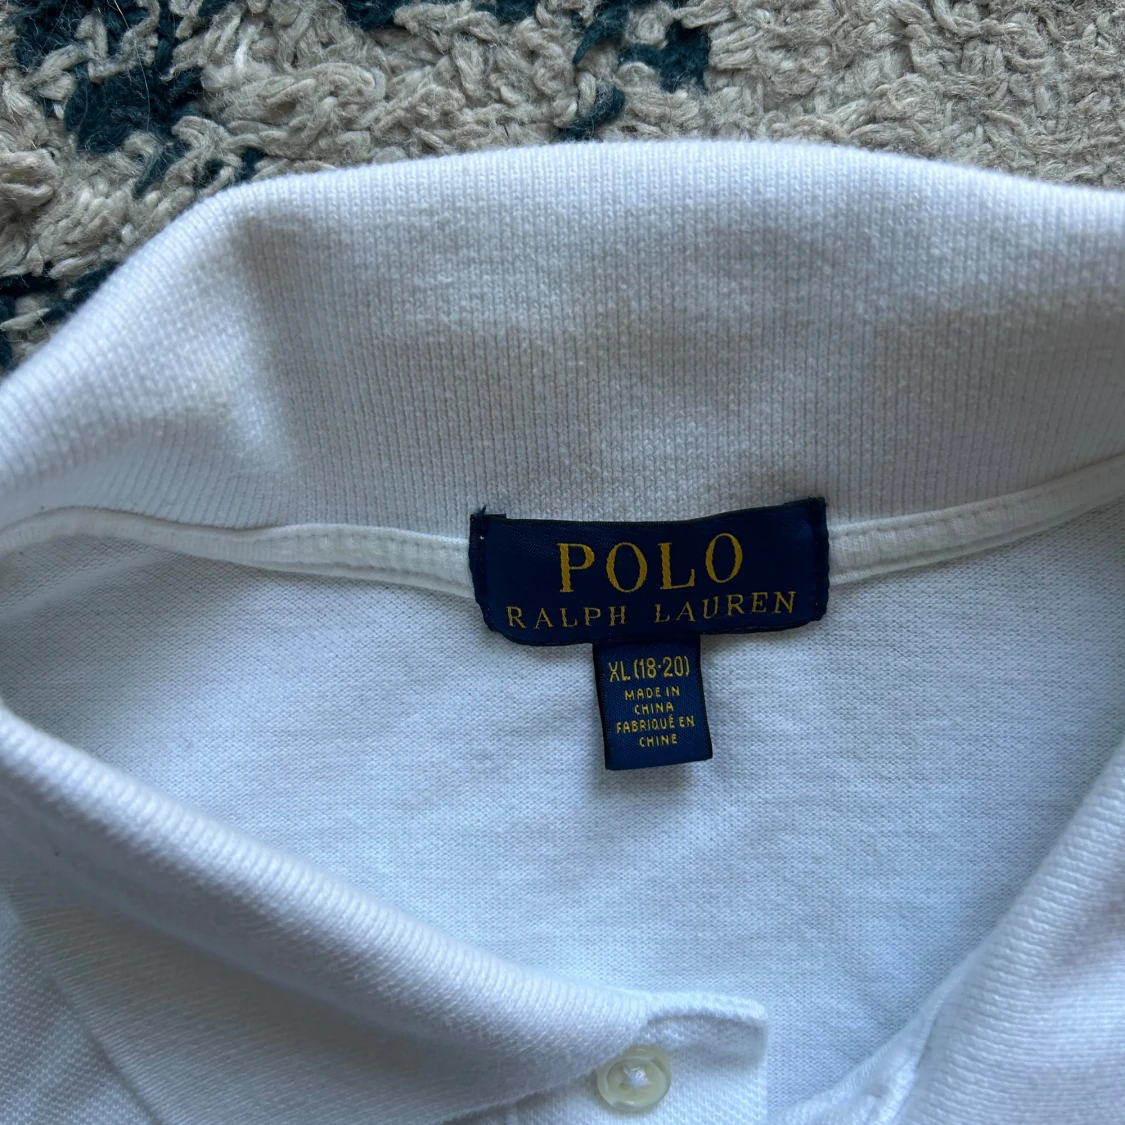 POLO
RALPH LAUREN
XL (18-20)
MADE IN
CHINA
FABRIQUÉ EN
CHINE